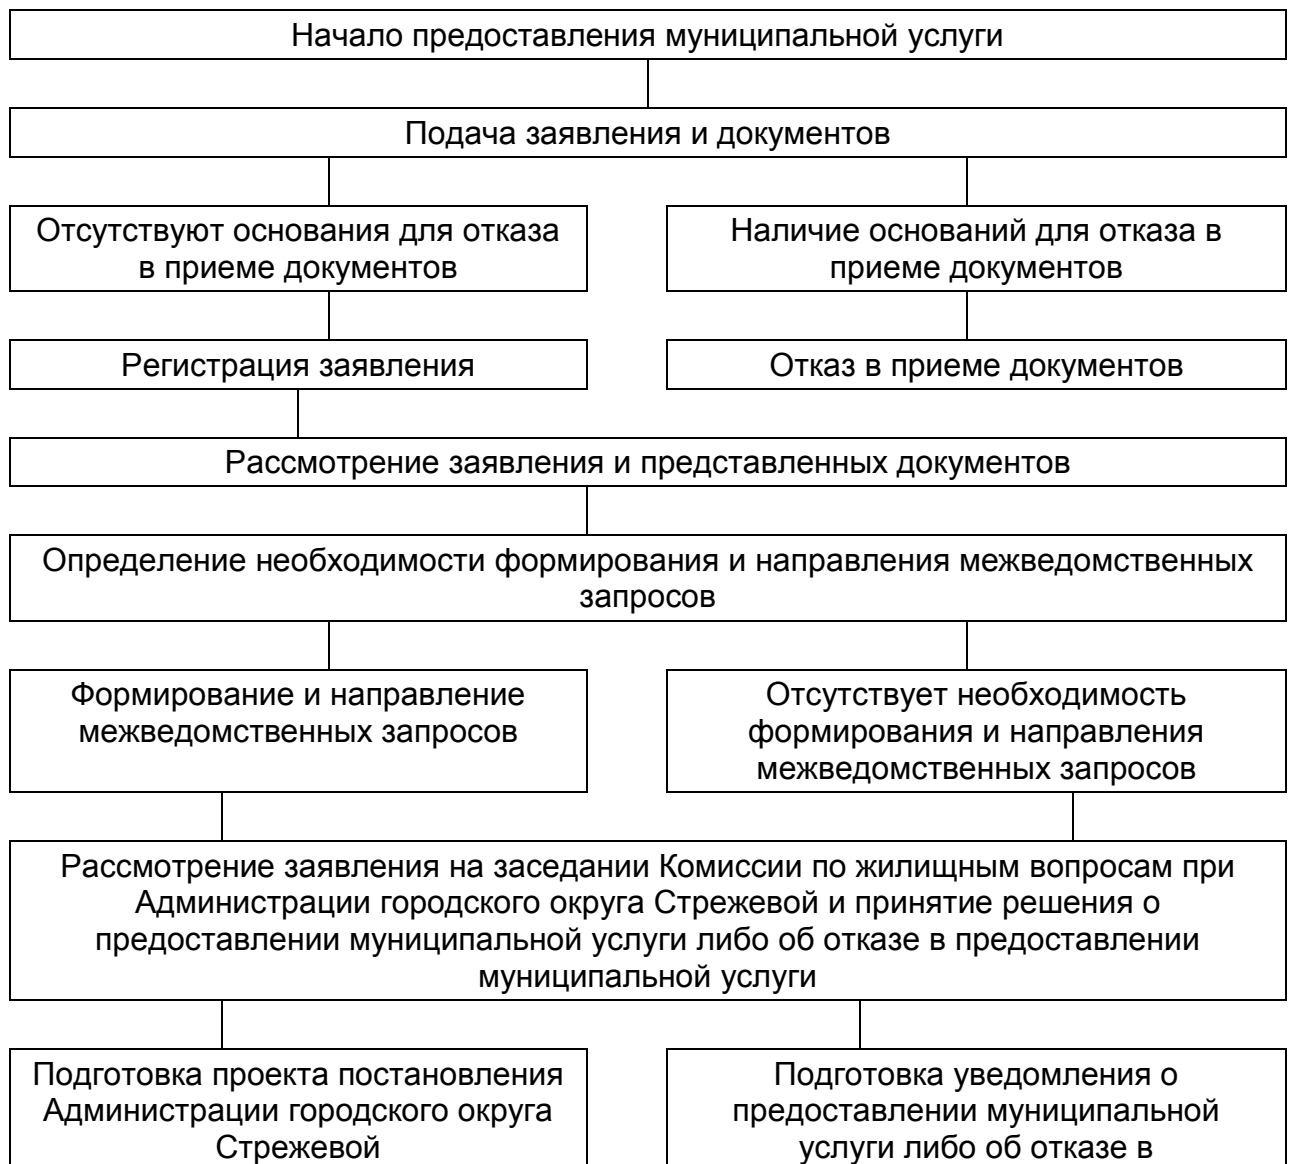 Начало предоставления муниципальной услуги
Подача заявления и документов
Отсутствуют основания для отказа
в приеме документов
Наличие оснований для отказа в
приеме документов
Регистрация заявления
Отказ в приеме документов
Рассмотрение заявления и представленных документов
Определение необходимости формирования и направления межведомственных
запросов
Формирование и направление
межведомственных запросов
Отсутствует необходимость
формирования и направления
межведомственных запросов
Рассмотрение заявления на заседании Комиссии по жилищным вопросам при
Администрации городского округа Стрежевой и принятие решения о
предоставлении муниципальной услуги либо об отказе в предоставлении
муниципальной услуги
Подготовка проекта постановления
Администрации городского округа
Стрежевой
Подготовка уведомления о
предоставлении муниципальной
услуги либо об отказе в